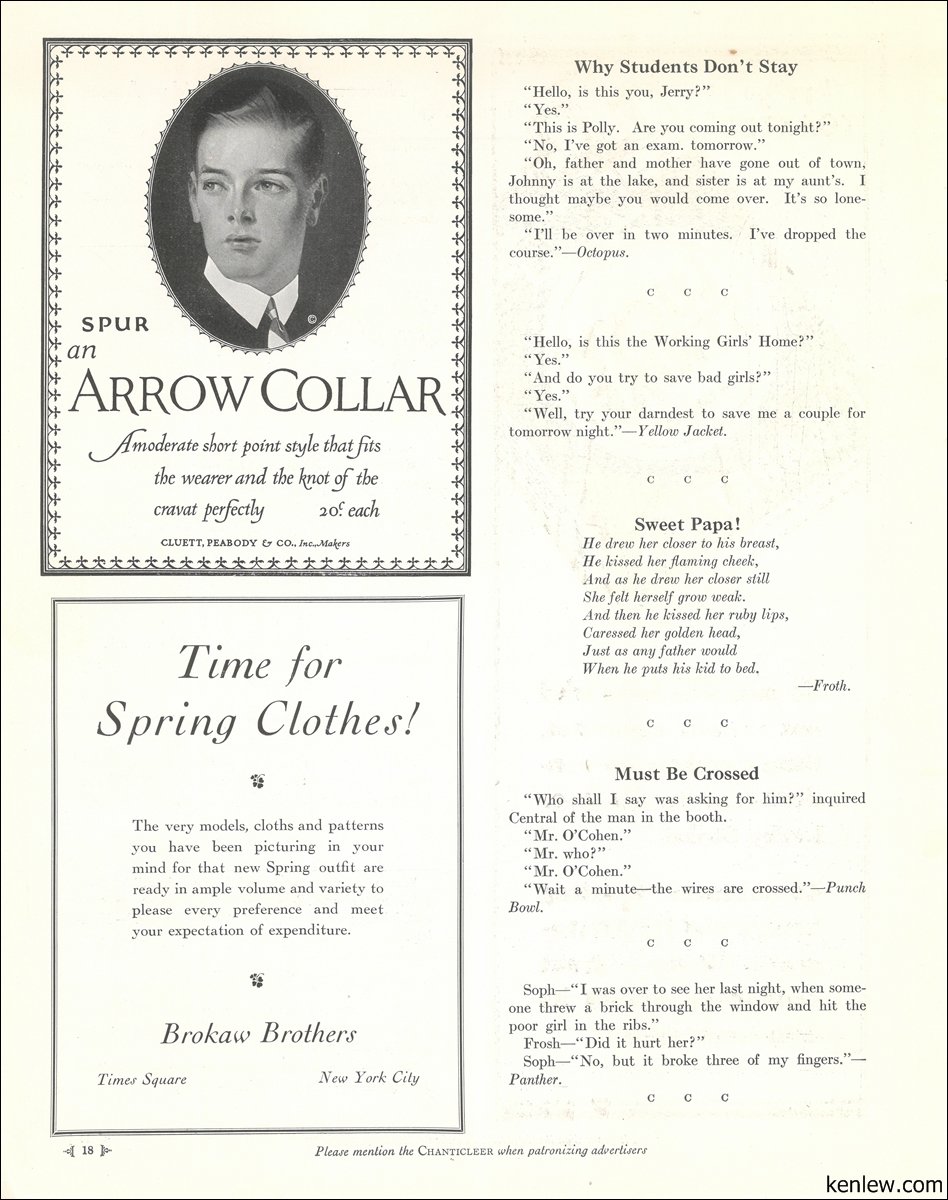 SPUR
an
ARROW COLLAR
A moderate short point style that fits
the wearer and the knot of the
cravat perfectly 20¢ each
CLUETT, PEABODY & CO., Inc., Makers
©
Time for
Spring Clothes!
The very models, cloths and patterns
you have been picturing in your
mind for that new Spring outfit are
ready in ample volume and variety to
please every preference and meet
your expectation of expenditure.
Brokaw Brothers
Times Square New York City
Why Students Don't Stay
"Hello, is this you, Jerry?"
"Yes."
"This is Polly. Are you coming out tonight?"
"No, I've got an exam. tomorrow."
"Oh, father and mother have gone out of town,
Johnny is at the lake, and sister is at my aunt's. I
thought maybe you would come over. It's so lone-
some."
"I'll be over in two minutes. I've dropped the
course."—Octopus.
C C C
"Hello, is this the Working Girls' Home?"
"Yes."
"And do you try to save bad girls?"
"Yes."
"Well, try your darndest to save me a couple for
tomorrow night."—Yellow Jacket.
C C C
Sweet Papa!
He drew her closer to his breast,
He kissed her flaming cheek,
And as he drew her closer still
She felt herself grow weak.
And then he kissed her ruby lips,
Caressed her golden head,
Just as any father would
When he puts his kid to bed.
—Froth.
C C C
Must Be Crossed
"Who shall I say was asking for him?" inquired
Central of the man in the booth.
"Mr. O'Cohen."
"Mr. who?"
"Mr. O'Cohen."
"Wait a minute—the wires are crossed."—Punch
Bowl.
C C C
Soph—"I was over to see her last night, when some-
one threw a brick through the window and hit the
poor girl in the ribs."
Frosh—"Did it hurt her?"
Soph—"No, but it broke three of my fingers."—
Panther.
C C C
18
Please mention the CHANTICLEER when patronizing advertisers
kenlew.com